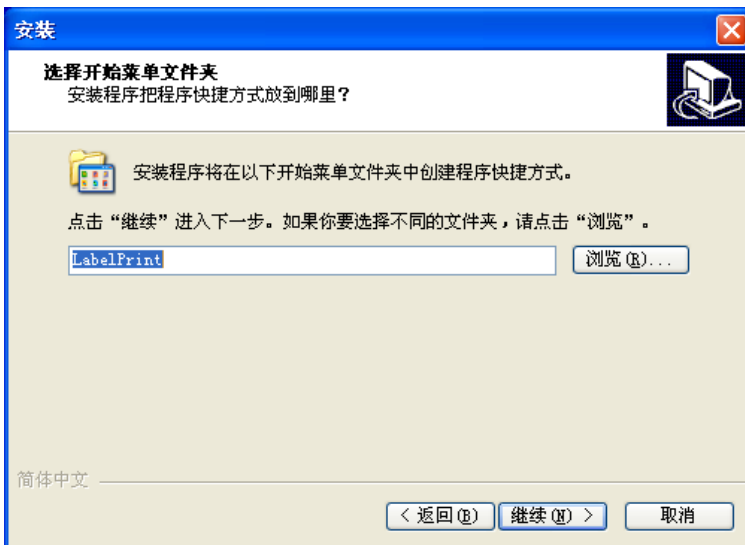 安装
选择开始菜单文件夹
安装程序把程序快捷方式放到哪里？
安装程序将在以下开始菜单文件夹中创建程序快捷方式。
点击“继续”进入下一步。如果你要选择不同的文件夹，请点击“浏览”。
LabelPrint
浏览(R)...
简体中文
< 返回(B)
继续(N) >
取消